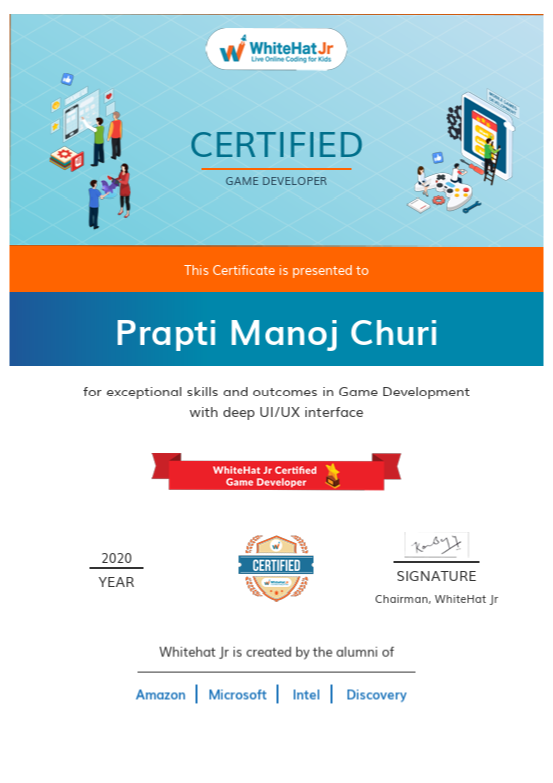 WhiteHat Jr
Live Online Coding for Kids
CERTIFIED
GAME DEVELOPER
This Certificate is presented to
Prapti Manoj Churi
for exceptional skills and outcomes in Game Development
with deep UI/UX interface
WhiteHat Jr Certified
Game Developer
2020
YEAR
CERTIFIED
WhiteHat Jr
SIGNATURE
Chairman, WhiteHat Jr
Whitehat Jr is created by the alumni of
Amazon | Microsoft | Intel | Discovery